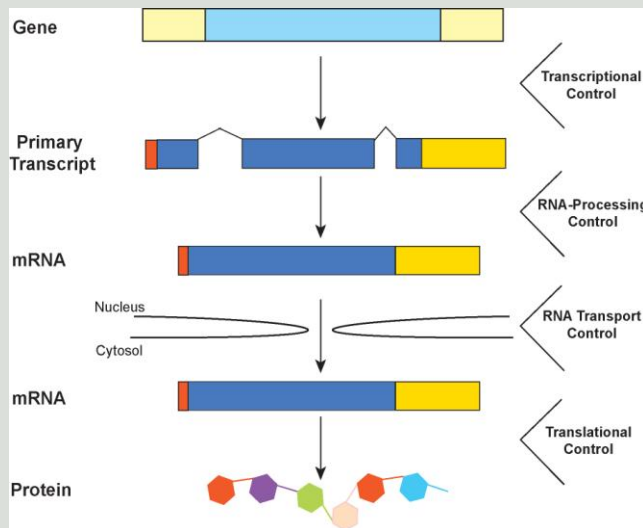 Gene
Transcriptional
Control
Primary
Transcript
RNA-Processing
Control
mRNA
Nucleus
Cytosol
RNA Transport
Control
mRNA
Translational
Control
Protein